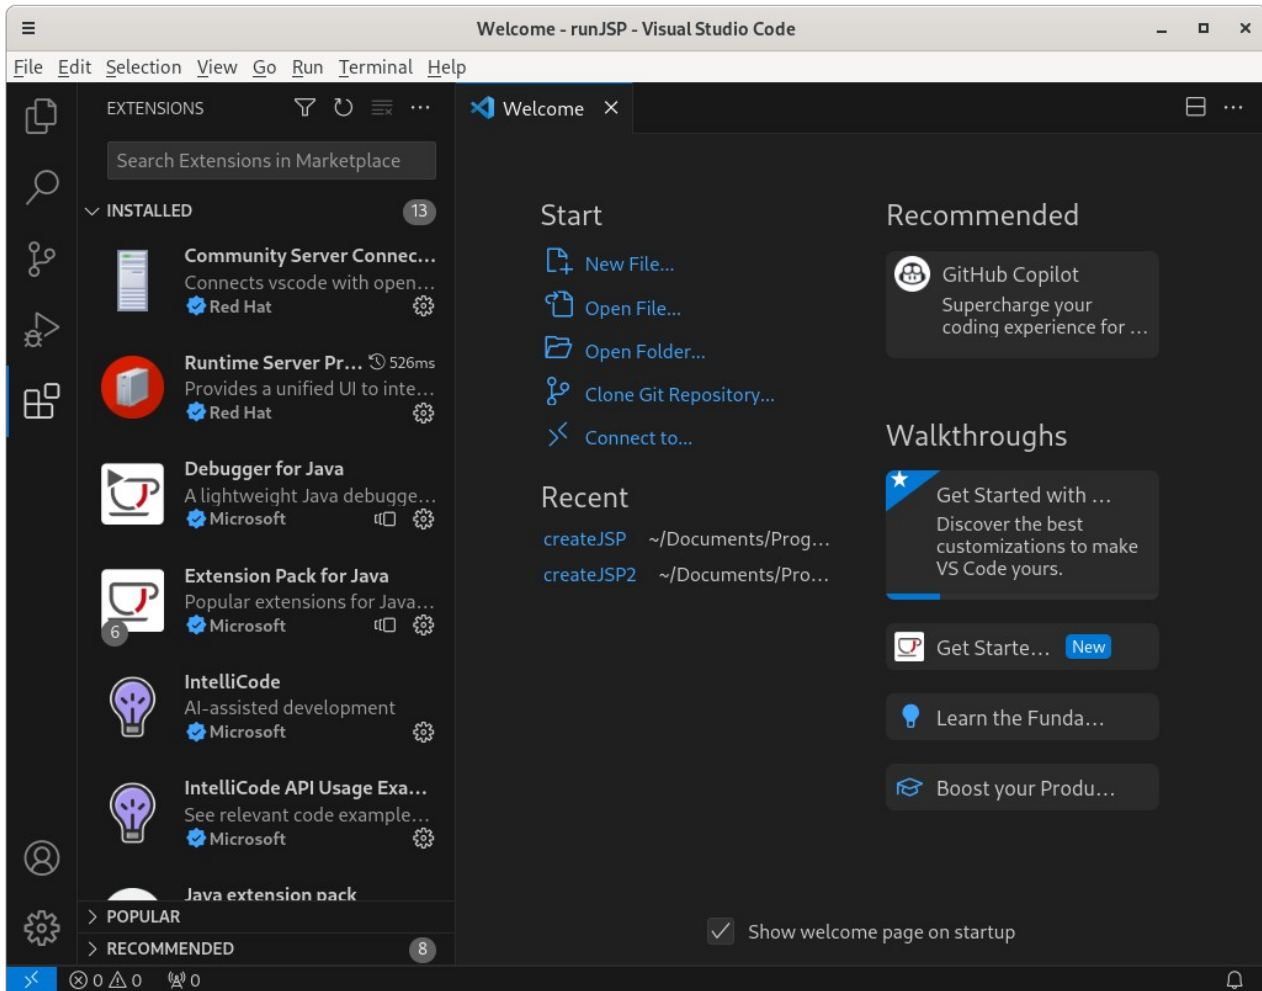 Welcome - runJSP - Visual Studio Code
File Edit Selection View Go Run Terminal Help
EXTENSIONS
Search Extensions in Marketplace
INSTALLED 13
Community Server Connec...
Connects vscode with open...
Red Hat
Runtime Server Pr... 526ms
Provides a unified UI to inte...
Red Hat
Debugger for Java
A lightweight Java debugge...
Microsoft
Extension Pack for Java
Popular extensions for Java...
6 Microsoft
IntelliCode
AI-assisted development
Microsoft
IntelliCode API Usage Exa...
See relevant code example...
Microsoft
Java extension pack
POPULAR
RECOMMENDED 8
Welcome
Start
New File...
Open File...
Open Folder...
Clone Git Repository...
Connect to...
Recent
createJSP ~/Documents/Prog...
createJSP2 ~/Documents/Pro...
Recommended
GitHub Copilot
Supercharge your
coding experience for ...
Walkthroughs
Get Started with ...
Discover the best
customizations to make
VS Code yours.
Get Starte... New
Learn the Funda...
Boost your Produ...
Show welcome page on startup
0 0 0